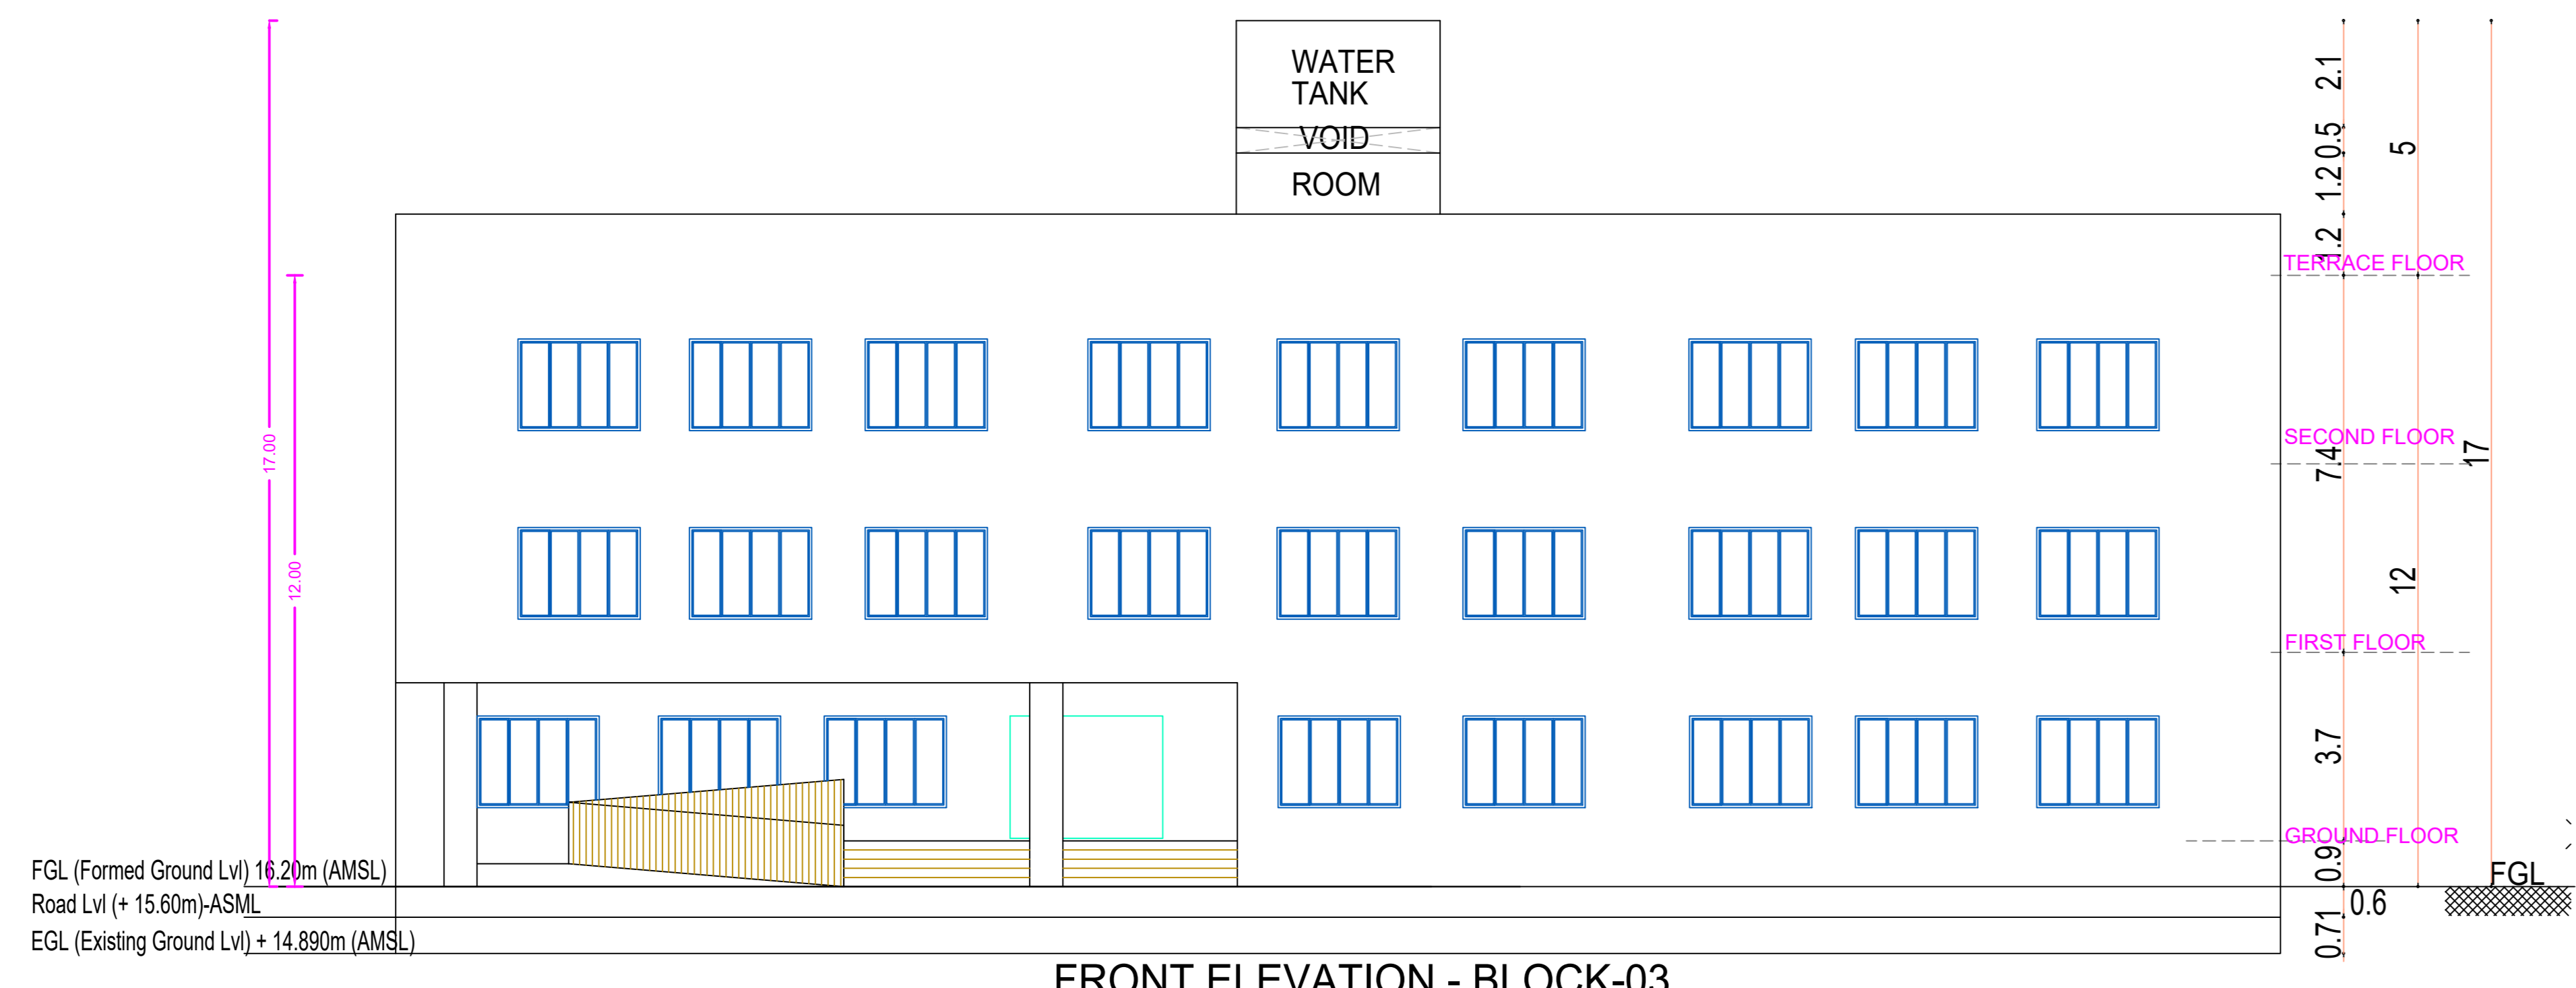 WATER
TANK
VOID
ROOM
2.1
0.5
1.2
1.2
5
TERRACE FLOOR
SECOND FLOOR
7.4
17
17.00
12.00
12
FIRST FLOOR
3.7
GROUND FLOOR
0.9
FGL (Formed Ground Lvl) 16.20m (AMSL)
FGL
Road Lvl (+ 15.60m)-ASML
0.6
EGL (Existing Ground Lvl) + 14.890m (AMSL)
0.71
FRONT ELEVATION - BLOCK-03